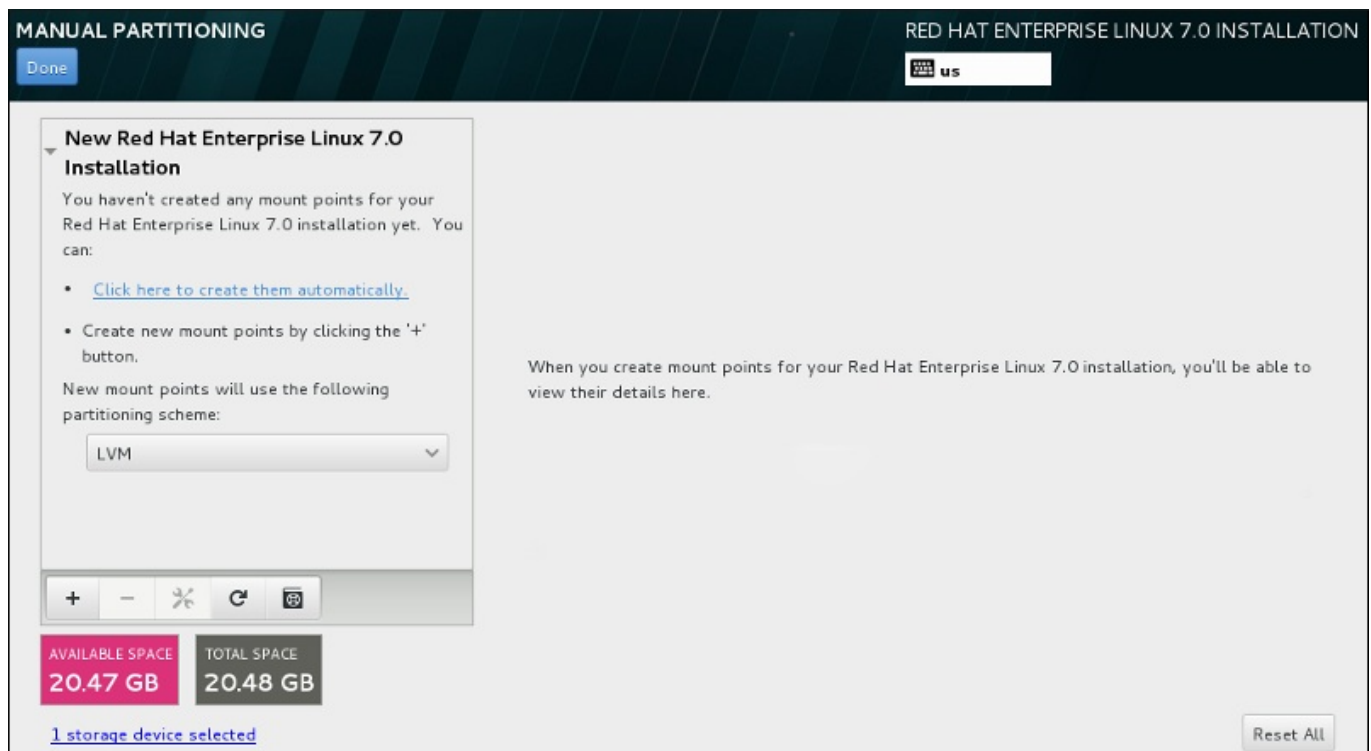 MANUAL PARTITIONING
RED HAT ENTERPRISE LINUX 7.0 INSTALLATION
Done
us
New Red Hat Enterprise Linux 7.0
Installation
You haven't created any mount points for your
Red Hat Enterprise Linux 7.0 installation yet. You
can:
• Click here to create them automatically.
• Create new mount points by clicking the '+'
button.
New mount points will use the following
partitioning scheme:
LVM
When you create mount points for your Red Hat Enterprise Linux 7.0 installation, you'll be able to
view their details here.
+ −
AVAILABLE SPACE
20.47 GB
TOTAL SPACE
20.48 GB
1 storage device selected
Reset All